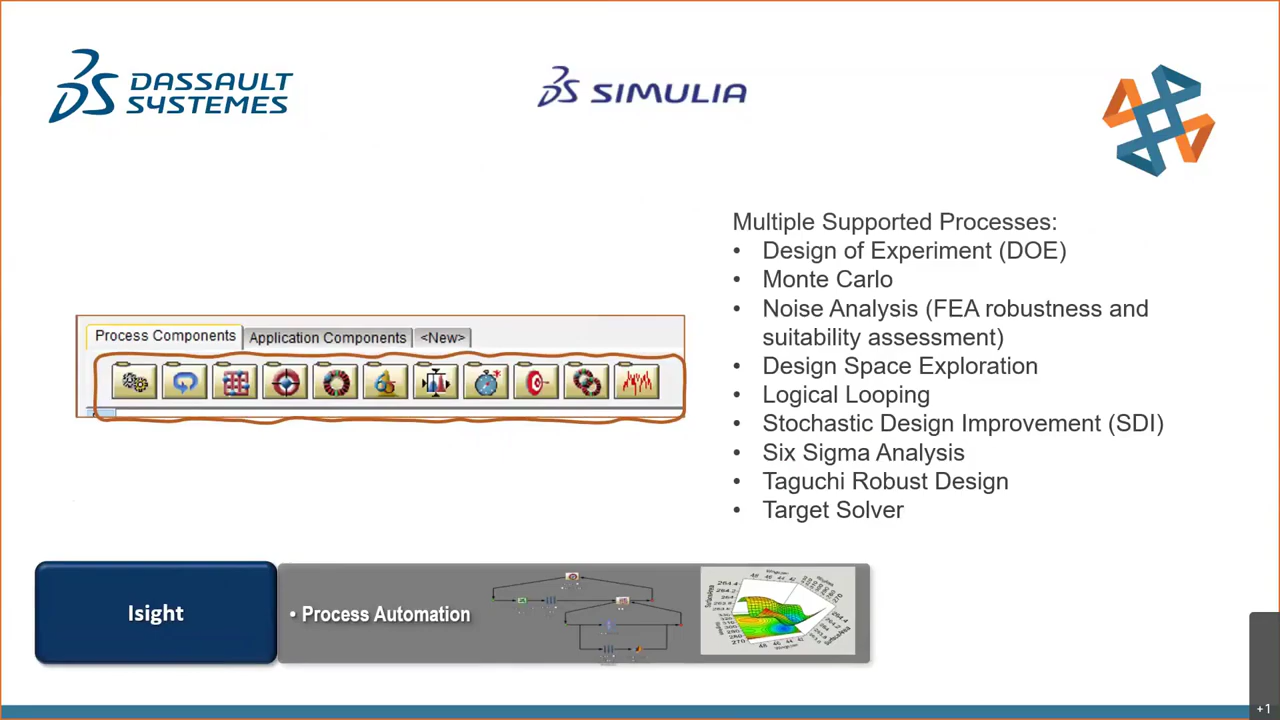 DASSAULT
SYSTEMES
SIMULIA
Multiple Supported Processes:
• Design of Experiment (DOE)
• Monte Carlo
• Noise Analysis (FEA robustness and
suitability assessment)
• Design Space Exploration
• Logical Looping
• Stochastic Design Improvement (SDI)
• Six Sigma Analysis
• Taguchi Robust Design
• Target Solver
Process Components Application Components <New>
Isight
• Process Automation
+1